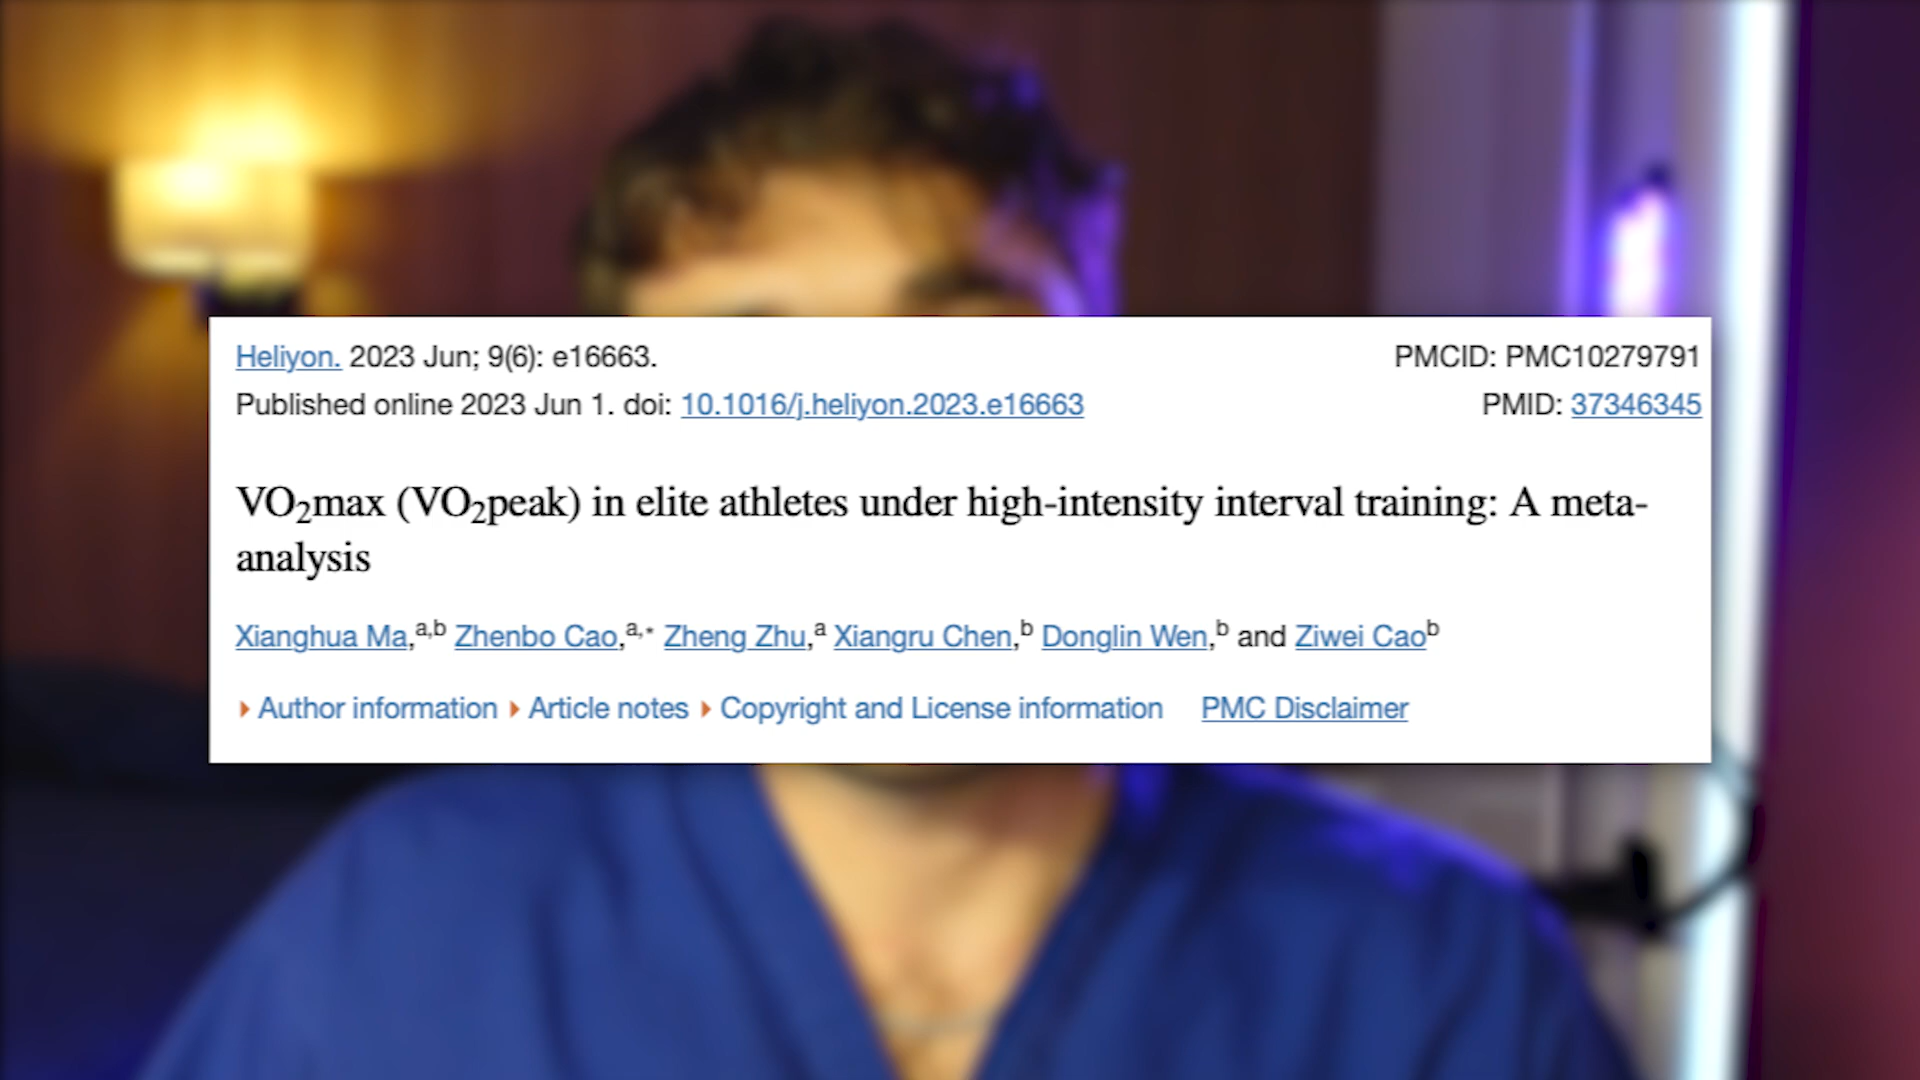 Heliyon. 2023 Jun; 9(6): e16663. PMCID: PMC10279791
Published online 2023 Jun 1. doi: 10.1016/j.heliyon.2023.e16663 PMID: 37346345
VO₂max (VO₂peak) in elite athletes under high-intensity interval training: A meta-
analysis
Xianghua Ma,a,b Zhenbo Cao,a,* Zheng Zhu,a Xiangru Chen,b Donglin Wen,b and Ziwei Caob
Author information Article notes Copyright and License information PMC Disclaimer